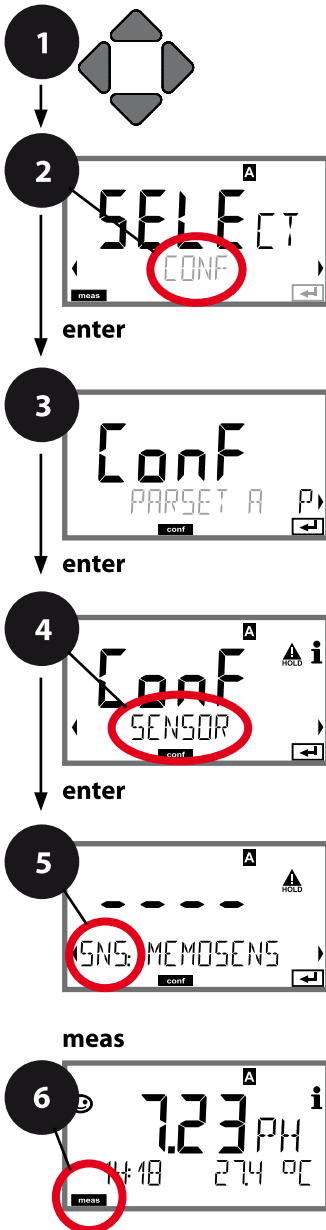 1
2
A
SELECT
CONF
meas
enter
3
ConF
PARSET A P
conf
enter
4
A
HOLD i
ConF
SENSOR
conf
enter
5
A
HOLD
----
SNS: MEMOSENS
conf
meas
6
A
i
7.23 PH
14:18 27.4 °C
meas